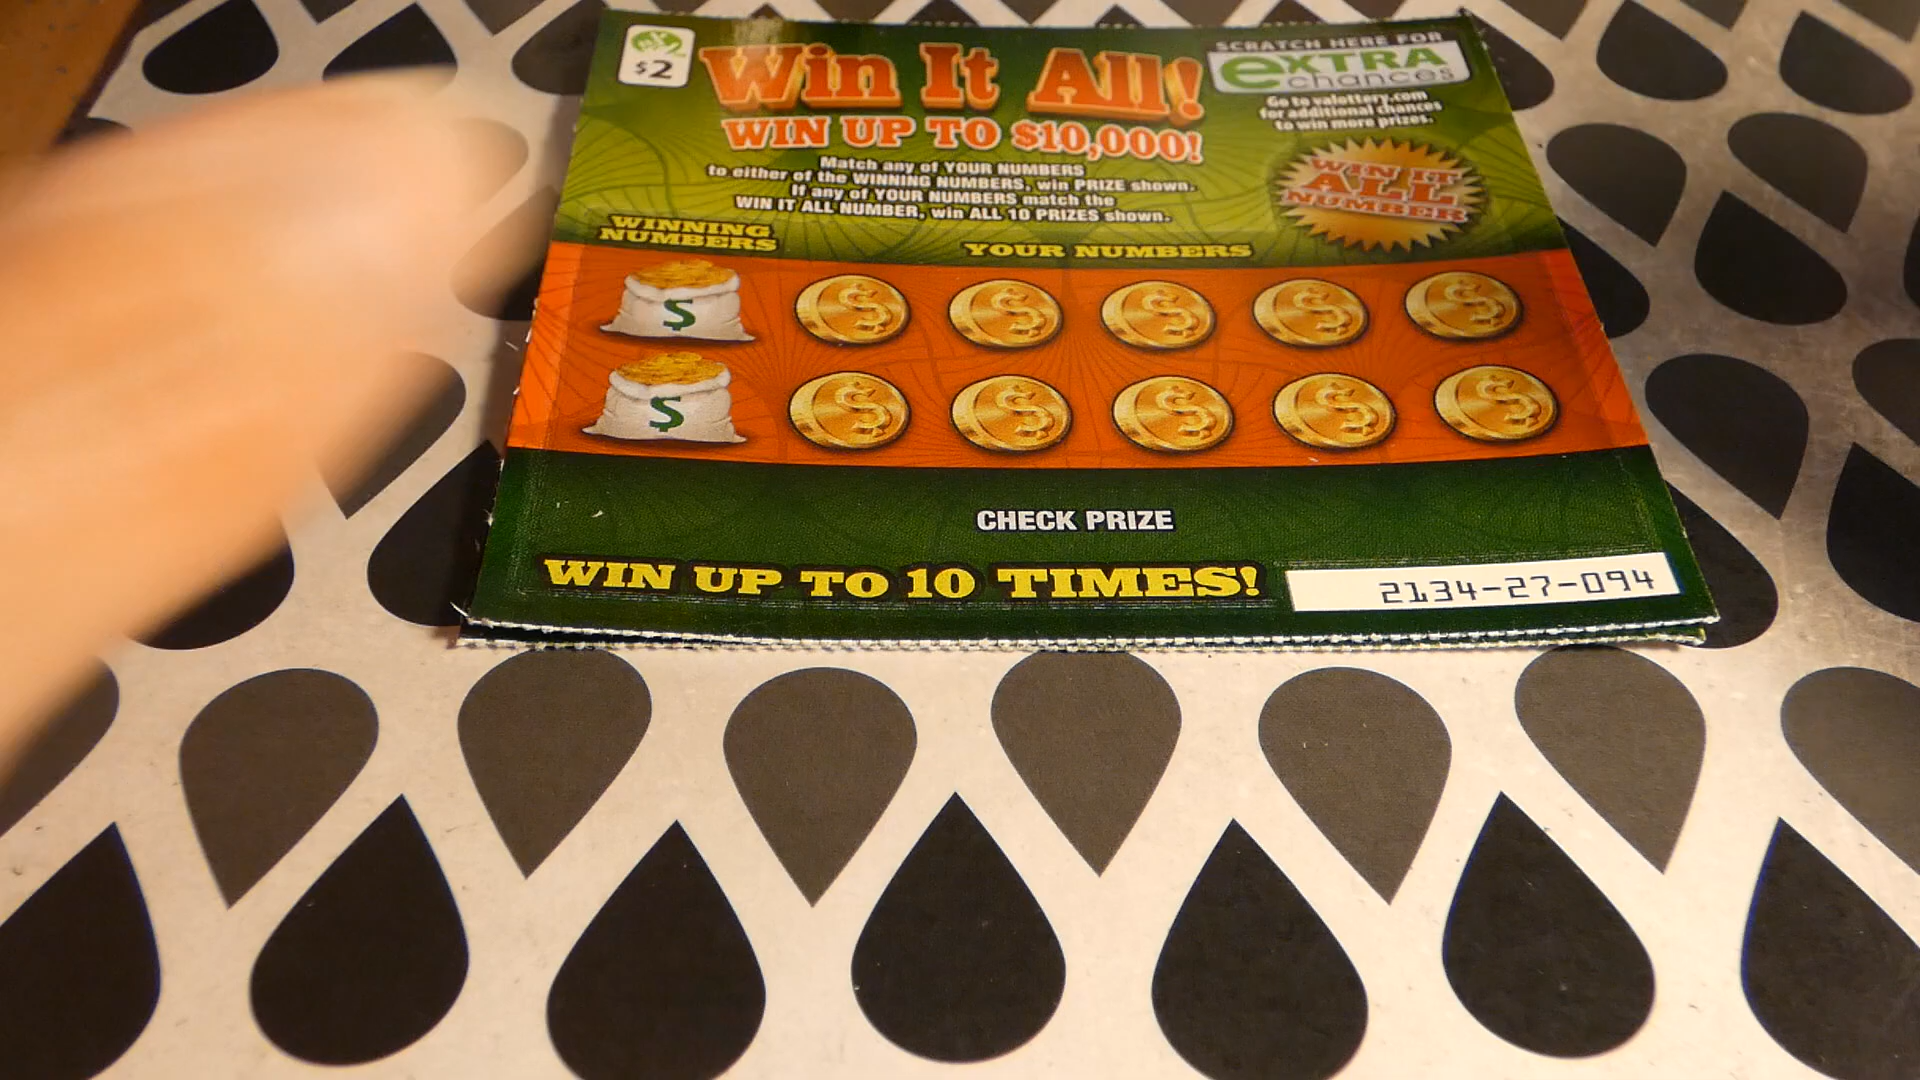 $2
Win It All!
WIN UP TO $10,000!
Match any of YOUR NUMBERS
to either of the WINNING NUMBERS, win PRIZE shown.
If any of YOUR NUMBERS match the
WIN IT ALL NUMBER, win ALL 10 PRIZES shown.
SCRATCH HERE FOR
eXTRA
chances
Go to valottery.com
for additional chances
to win more prizes.
WIN IT
ALL
NUMBER
WINNING
NUMBERS
YOUR NUMBERS
$ $ $ $ $ $
$ $ $ $ $ $
CHECK PRIZE
WIN UP TO 10 TIMES!
2134-27-094